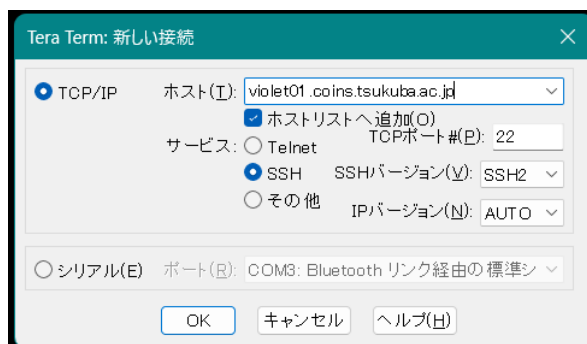 Tera Term: 新しい接続
TCP/IP
ホスト(T): violet01.coins.tsukuba.ac.jp
ホストリストへ追加(O)
サービス: Telnet
TCPポート#(P): 22
SSH
SSHバージョン(V): SSH2
その他
IPバージョン(N): AUTO
シリアル(E)
ポート(R): COM3: Bluetooth リンク経由の標準シ
OK
キャンセル
ヘルプ(H)